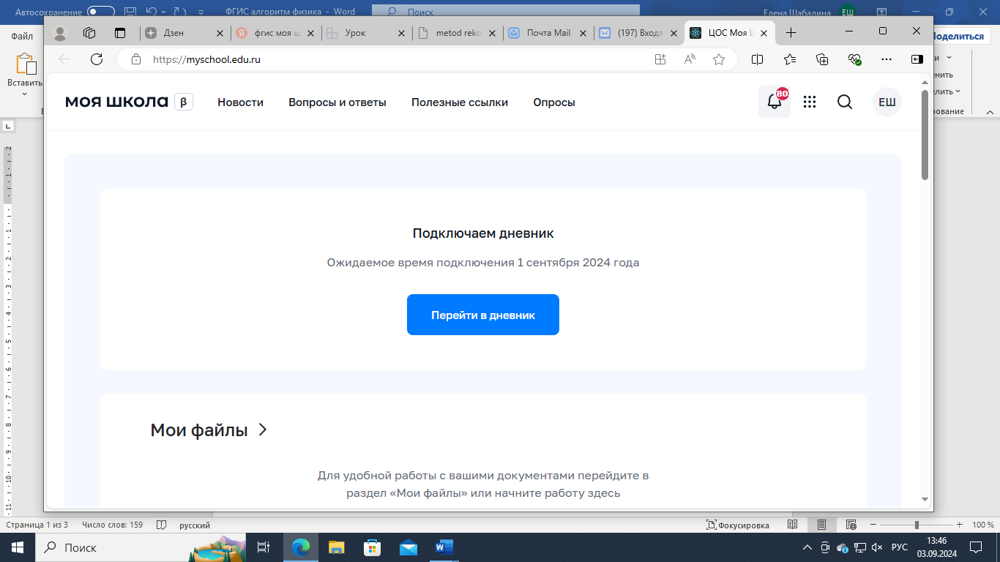 Автосохранение
ФГИС алгоритм физика - Word
Поиск
Елена Шабалина
ЕШ
Файл
Поделиться
Вставить
Дзен
фгис моя ш
Урок
metod reko
Почта Mail
(197) Входя
ЦОС Моя Ш
https://myschool.edu.ru
моя школа β
Новости
Вопросы и ответы
Полезные ссылки
Опросы
80
ЕШ
Подключаем дневник
Ожидаемое время подключения 1 сентября 2024 года
Перейти в дневник
Мои файлы
Для удобной работы с вашими документами перейдите в
раздел «Мои файлы» или начните работу здесь
Страница 1 из 3
Число слов: 159
русский
Фокусировка
100 %
Поиск
РУС
13:46
03.09.2024